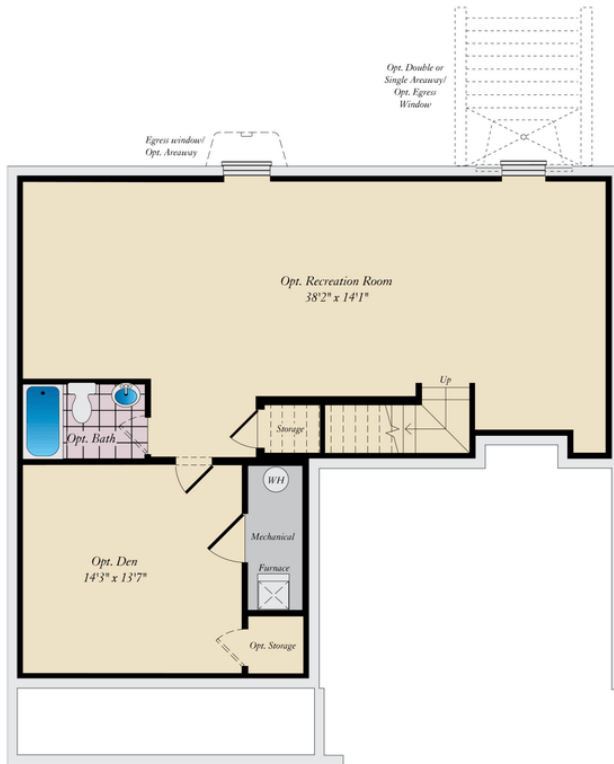 Opt. Double or
Single Areaway/
Opt. Egress
Window
Egress window/
Opt. Areaway
Opt. Recreation Room
38'2" x 14'1"
Up
Storage
Opt. Bath
WH
Mechanical
Furnace
Opt. Den
14'3" x 13'7"
Opt. Storage